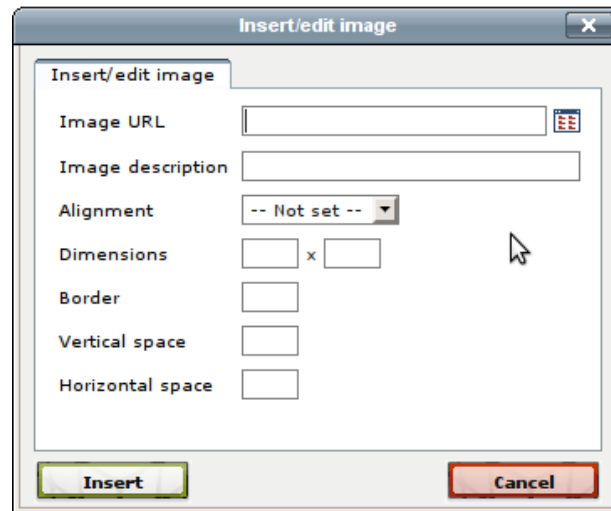 Insert/edit image
Insert/edit image
Image URL
Image description
Alignment -- Not set --
Dimensions x
Border
Vertical space
Horizontal space
Insert Cancel